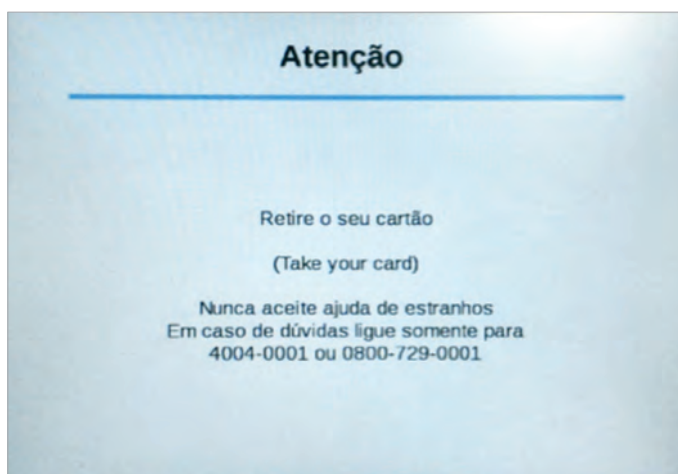 Atenção
Retire o seu cartão
(Take your card)
Nunca aceite ajuda de estranhos
Em caso de dúvidas ligue somente para
4004-0001 ou 0800-729-0001